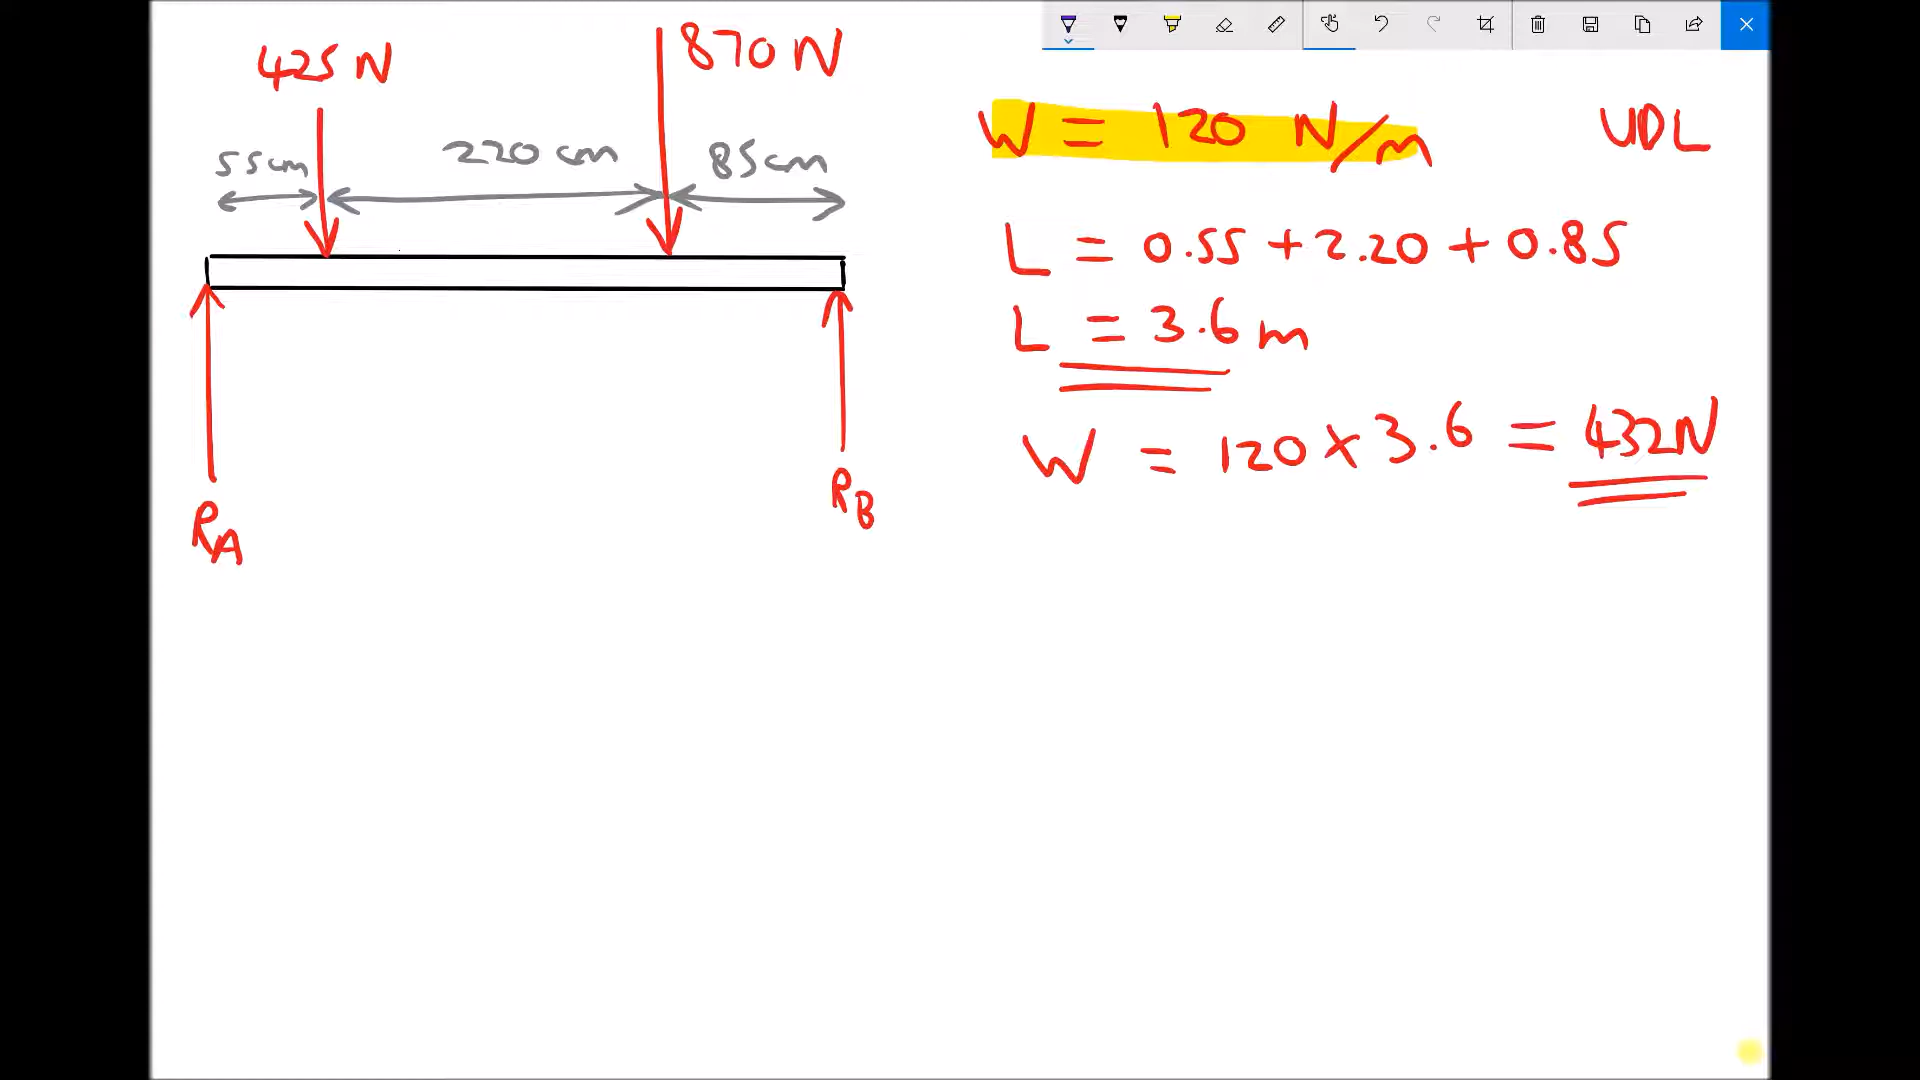 425 N
870 N
55cm
220 cm
85cm
RA
RB
W = 120 N/m
UDL
L = 0.55 + 2.20 + 0.85
L = 3.6 m
W = 120 × 3.6 = 432N